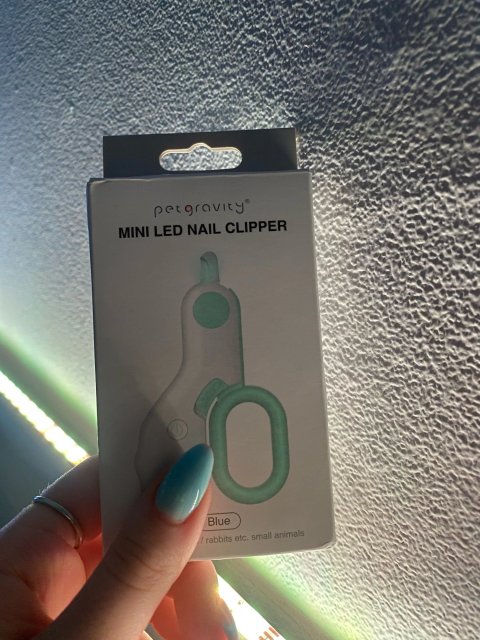 petgravity®
MINI LED NAIL CLIPPER
Blue
/ rabbits etc, small animals